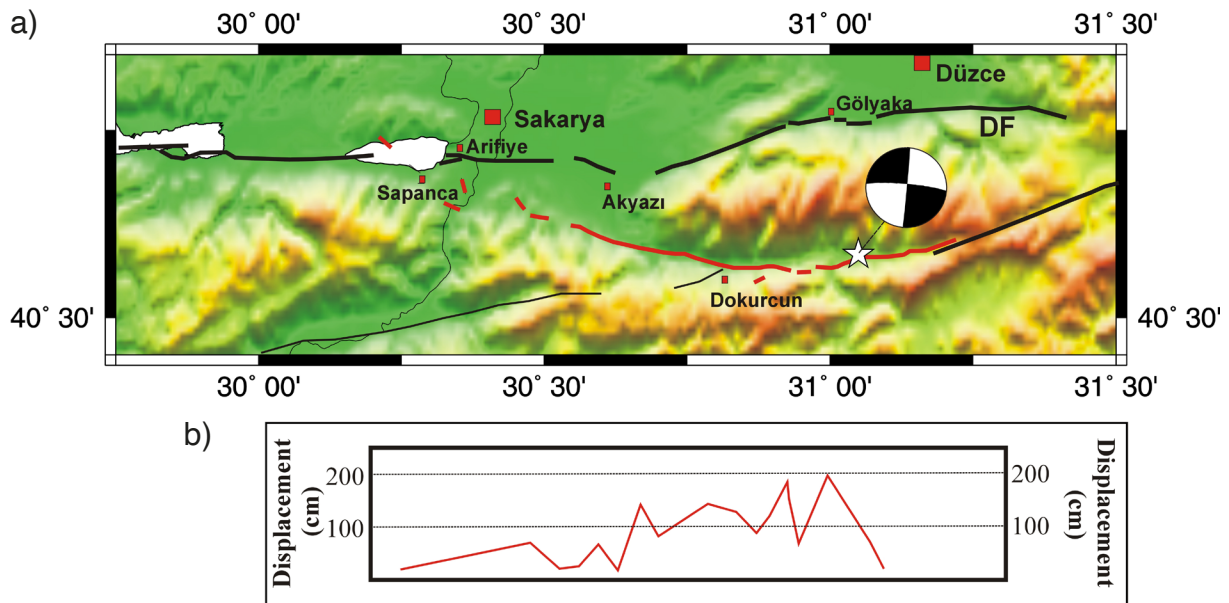 a)
30° 00' 30° 30' 31° 00' 31° 30'
Düzce
Gölyaka
Sakarya
DF
Arifiye
Sapanca
Akyazı
Dokurcun
40° 30' 40° 30'
30° 00' 30° 30' 31° 00' 31° 30'
b)
Displacement
(cm)
200
100
200
100
Displacement
(cm)